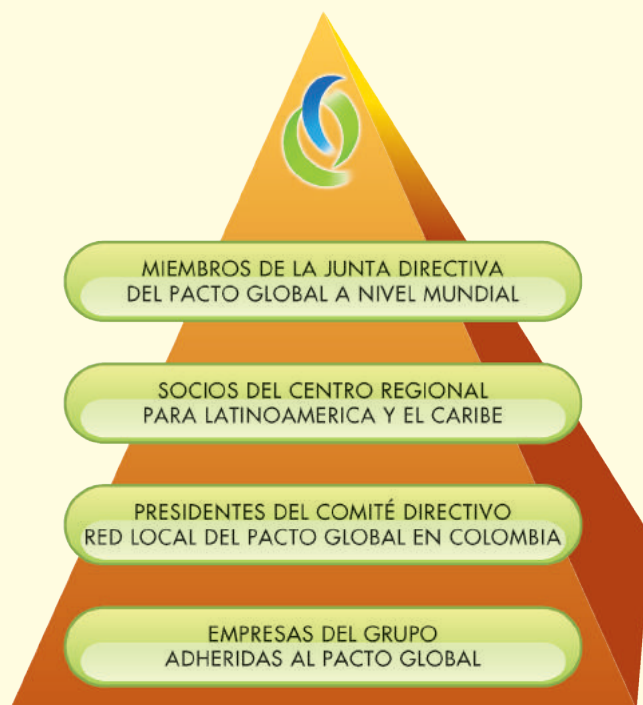 MIEMBROS DE LA JUNTA DIRECTIVA
DEL PACTO GLOBAL A NIVEL MUNDIAL
SOCIOS DEL CENTRO REGIONAL
PARA LATINOAMERICA Y EL CARIBE
PRESIDENTES DEL COMITÉ DIRECTIVO
RED LOCAL DEL PACTO GLOBAL EN COLOMBIA
EMPRESAS DEL GRUPO
ADHERIDAS AL PACTO GLOBAL